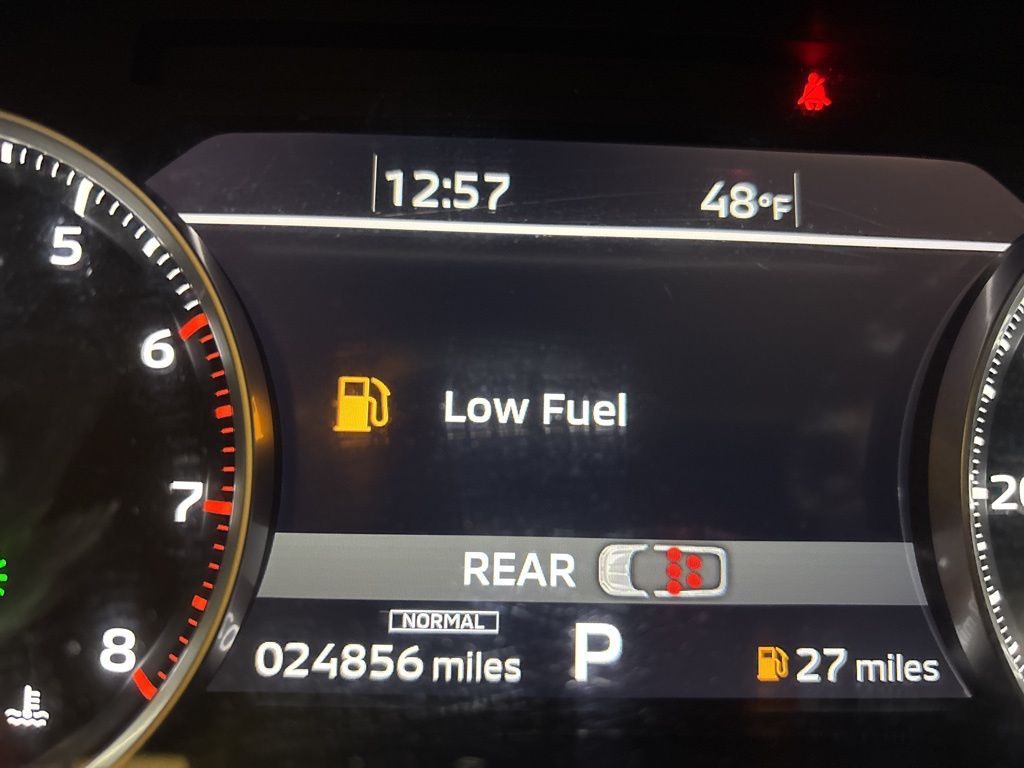 12:57 48°F
5
6
Low Fuel
7
REAR
NORMAL
8
024856 miles P 27 miles